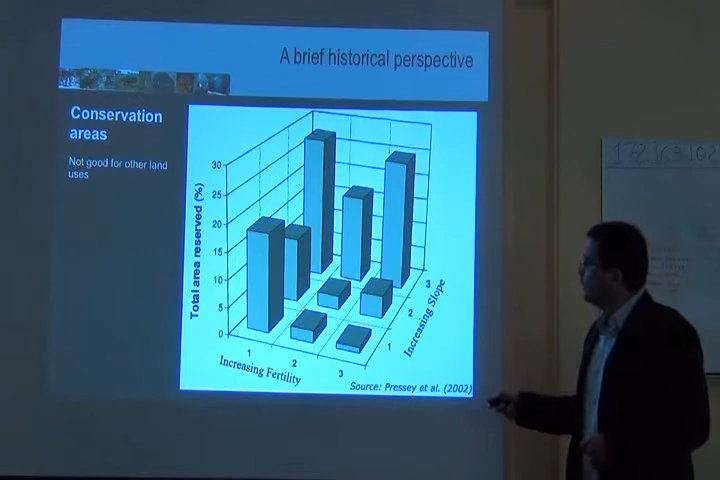 A brief historical perspective
Conservation
areas
Not good for other land
uses
Total area reserved (%)
30
25
20
15
10
5
0
1
2
3
Increasing Fertility
1
2
3
Increasing Slope
Source: Pressey et al. (2002)